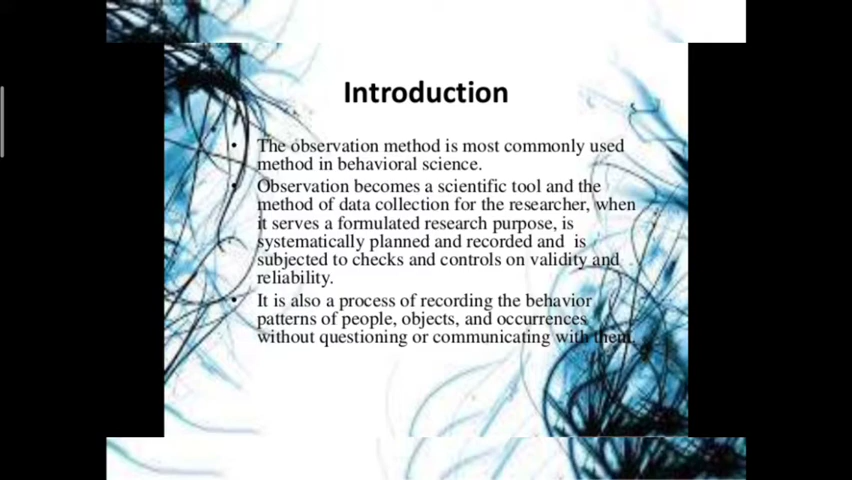 Introduction
• The observation method is most commonly used
method in behavioral science.
• Observation becomes a scientific tool and the
method of data collection for the researcher, when
it serves a formulated research purpose, is
systematically planned and recorded and  is
subjected to checks and controls on validity and
reliability.
• It is also a process of recording the behavior
patterns of people, objects, and occurrences
without questioning or communicating with them.